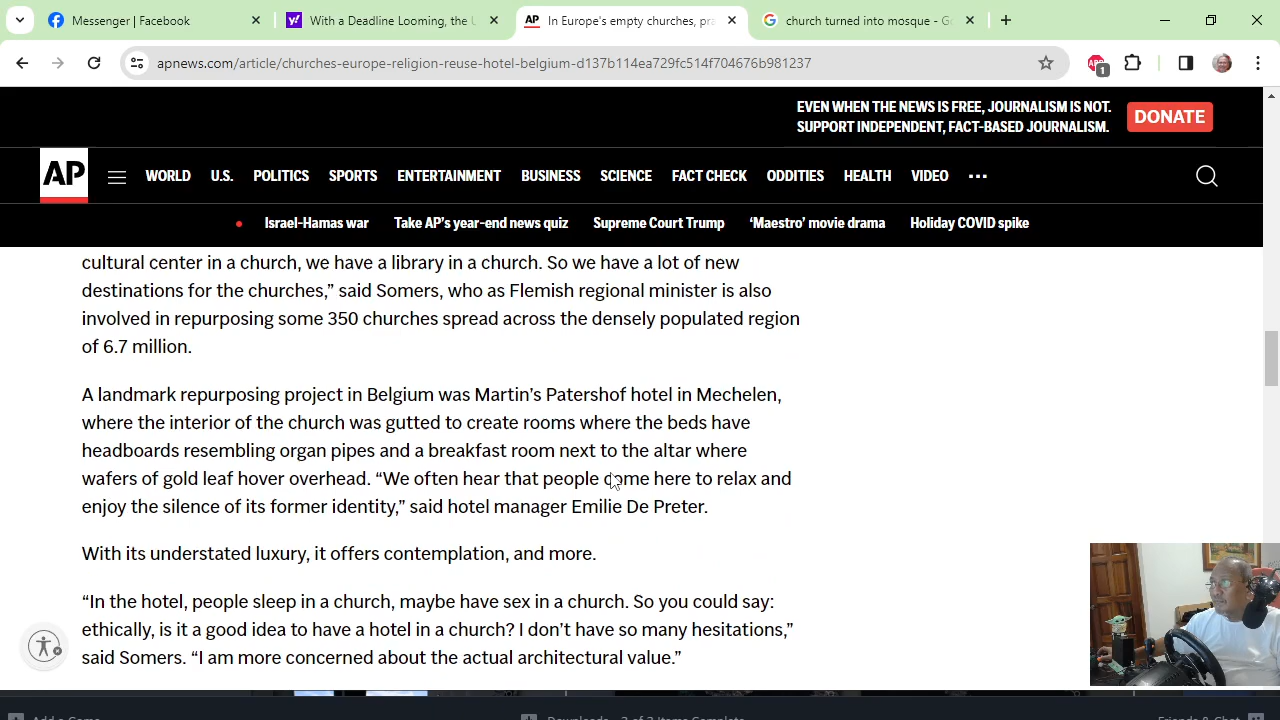 Messenger | Facebook
With a Deadline Looming, the U
In Europe's empty churches, pra
church turned into mosque - Go
apnews.com/article/churches-europe-religion-reuse-hotel-belgium-d137b114ea729fc514f704676b981237
1
EVEN WHEN THE NEWS IS FREE, JOURNALISM IS NOT.
SUPPORT INDEPENDENT, FACT-BASED JOURNALISM.
DONATE
AP
WORLD U.S. POLITICS SPORTS ENTERTAINMENT BUSINESS SCIENCE FACT CHECK ODDITIES HEALTH VIDEO
Israel-Hamas war Take AP’s year-end news quiz Supreme Court Trump ‘Maestro’ movie drama Holiday COVID spike
cultural center in a church, we have a library in a church. So we have a lot of new
destinations for the churches,” said Somers, who as Flemish regional minister is also
involved in repurposing some 350 churches spread across the densely populated region
of 6.7 million.
A landmark repurposing project in Belgium was Martin’s Patershof hotel in Mechelen,
where the interior of the church was gutted to create rooms where the beds have
headboards resembling organ pipes and a breakfast room next to the altar where
wafers of gold leaf hover overhead. “We often hear that people come here to relax and
enjoy the silence of its former identity,” said hotel manager Emilie De Preter.
With its understated luxury, it offers contemplation, and more.
“In the hotel, people sleep in a church, maybe have sex in a church. So you could say:
ethically, is it a good idea to have a hotel in a church? I don’t have so many hesitations,”
said Somers. “I am more concerned about the actual architectural value.”